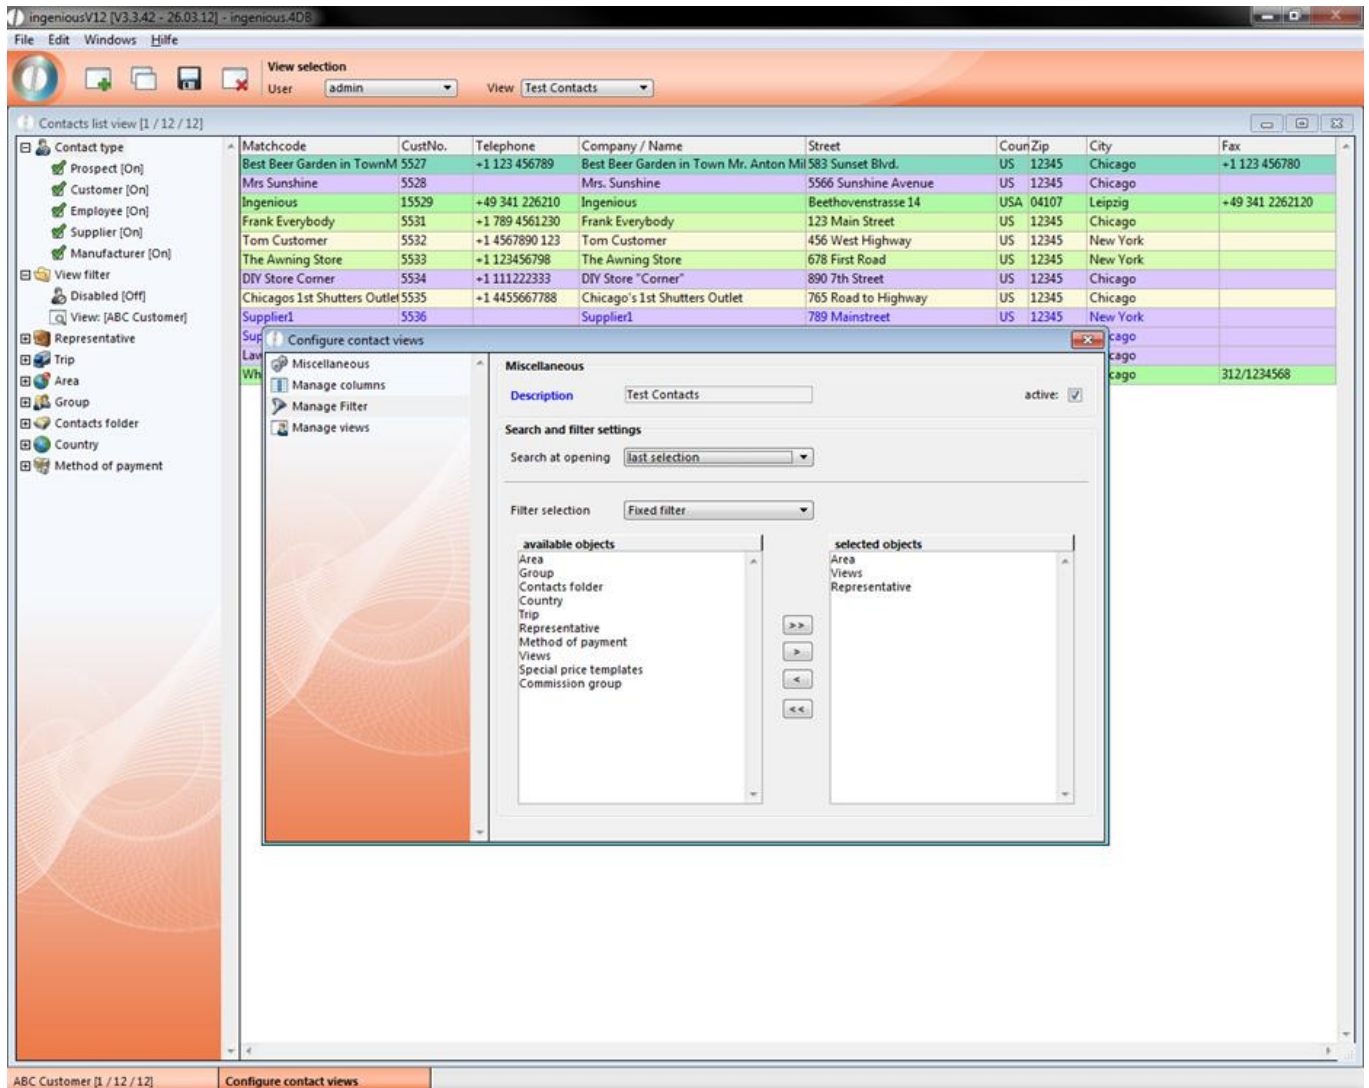 ingeniousV12 [V3.3.42 - 26.03.12] - ingenious.4DB
File Edit Windows Hilfe
View selection
User admin View Test Contacts
Contacts list view [1 / 12 / 12]
Contact type
Prospect [On]
Customer [On]
Employee [On]
Supplier [On]
Manufacturer [On]
View filter
Disabled [Off]
View: [ABC Customer]
Representative
Trip
Area
Group
Contacts folder
Country
Method of payment
Matchcode CustNo. Telephone Company / Name Street Coun Zip City Fax
Best Beer Garden in TownM 5527 +1 123 456789 Best Beer Garden in Town Mr. Anton Mil 583 Sunset Blvd. US 12345 Chicago +1 123 456780
Mrs Sunshine 5528 Mrs. Sunshine 5566 Sunshine Avenue US 12345 Chicago
Ingenious 15529 +49 341 226210 Ingenious Beethovenstrasse 14 USA 04107 Leipzig +49 341 2262120
Frank Everybody 5531 +1 789 4561230 Frank Everybody 123 Main Street US 12345 Chicago
Tom Customer 5532 +1 4567890 123 Tom Customer 456 West Highway US 12345 New York
The Awning Store 5533 +1 123456798 The Awning Store 678 First Road US 12345 New York
DIY Store Corner 5534 +1 111222333 DIY Store "Corner" 890 7th Street US 12345 Chicago
Chicagos 1st Shutters Outlet 5535 +1 4455667788 Chicago's 1st Shutters Outlet 765 Road to Highway US 12345 Chicago
Supplier1 5536 Supplier1 789 Mainstreet US 12345 New York
Sup cago
Law cago
Wh cago 312/1234568
Configure contact views
Miscellaneous
Manage columns
Manage Filter
Manage views
Miscellaneous
Description Test Contacts active:
Search and filter settings
Search at opening last selection
Filter selection Fixed filter
available objects
Area
Group
Contacts folder
Country
Trip
Representative
Method of payment
Views
Special price templates
Commission group
>>
>
<
<<
selected objects
Area
Views
Representative
ABC Customer [1 / 12 / 12] Configure contact views